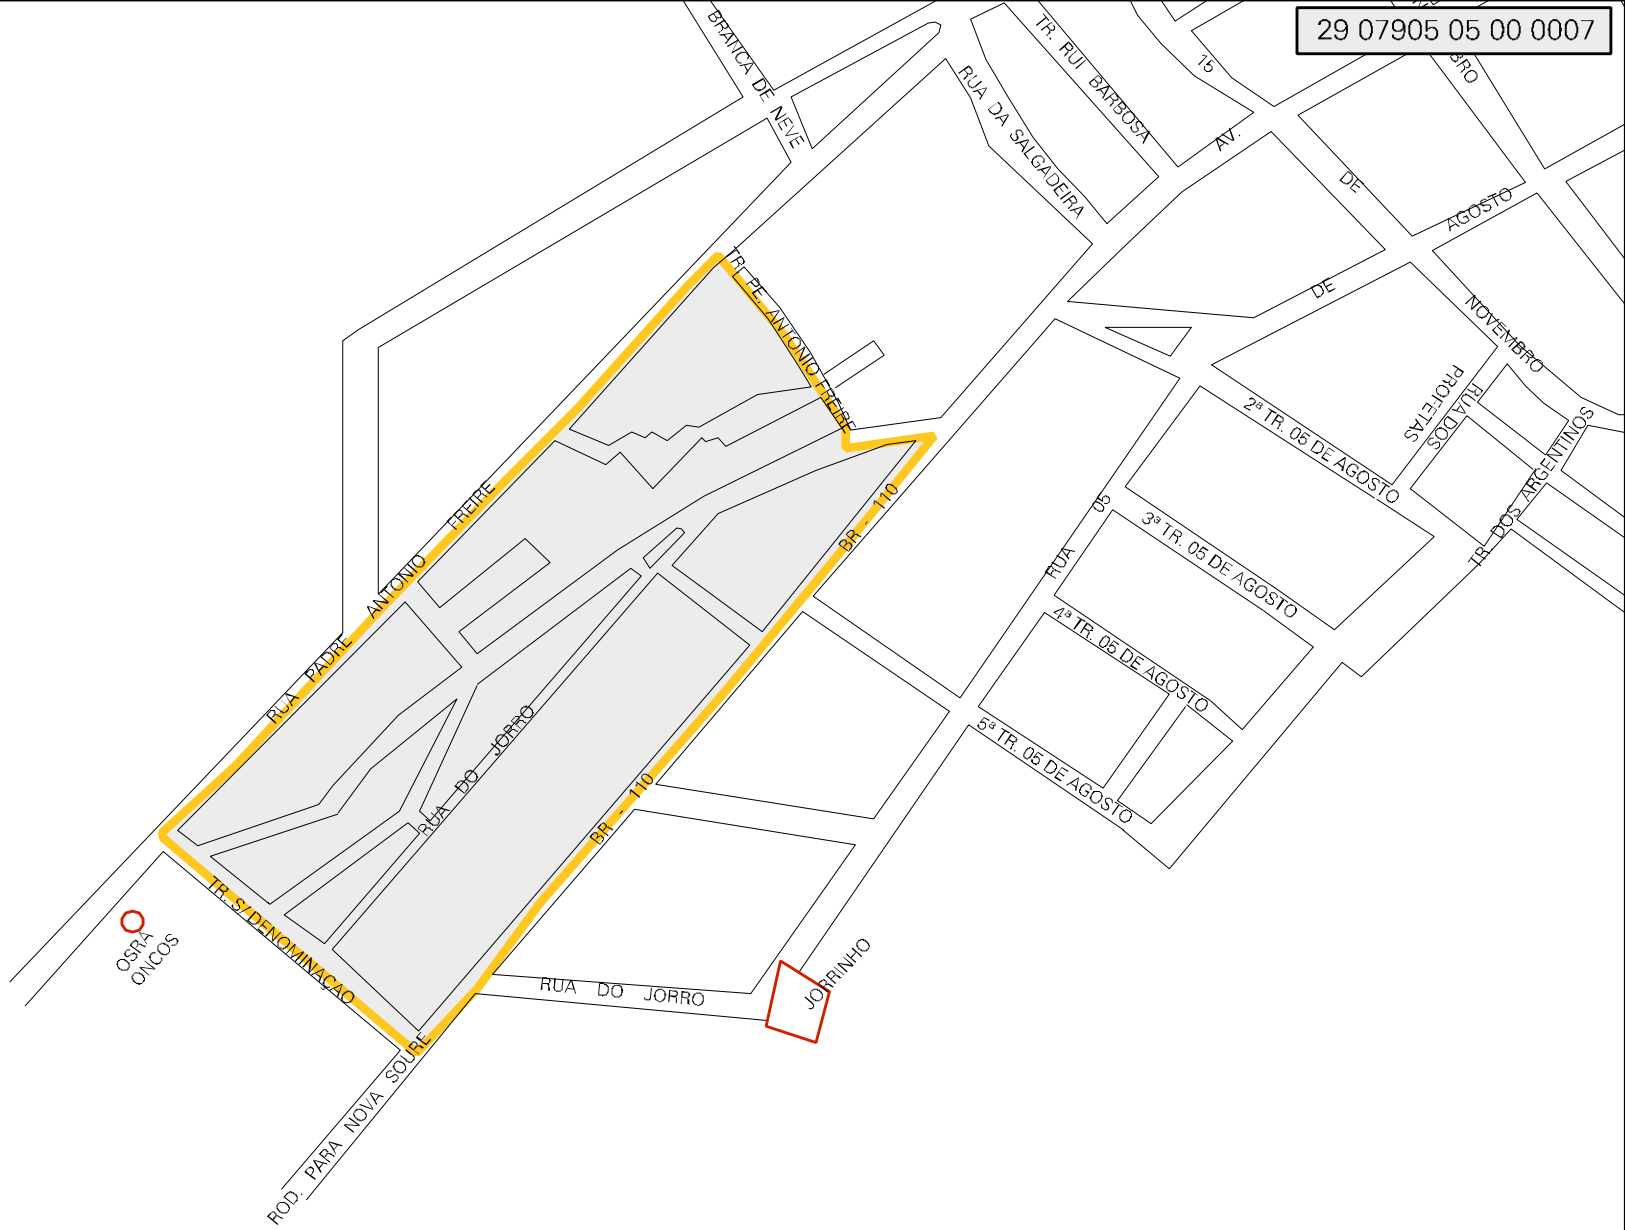 29 07905 05 00 0007
BRANCA DE NEVE
TR. RUI BARBOSA
15
BRO
RUA DA SALGADEIRA
AV.
DE
AGOSTO
DE
TR. PE. ANTONIO FREIRE
NOVEMBRO
RUA DOS
PROFETAS
2ª TR. 05 DE AGOSTO
TR. DOS ARGENTINOS
RUA PADRE ANTONIO FREIRE
BR - 110
RUA 05
3ª TR. 05 DE AGOSTO
4ª TR. 05 DE AGOSTO
5ª TR. 05 DE AGOSTO
RUA DO JORRO
BR - 110
TR. S/DENOMINAÇAO
OSRA
ONCOS
RUA DO JORRO
JORRINHO
ROD. PARA NOVA SOURE